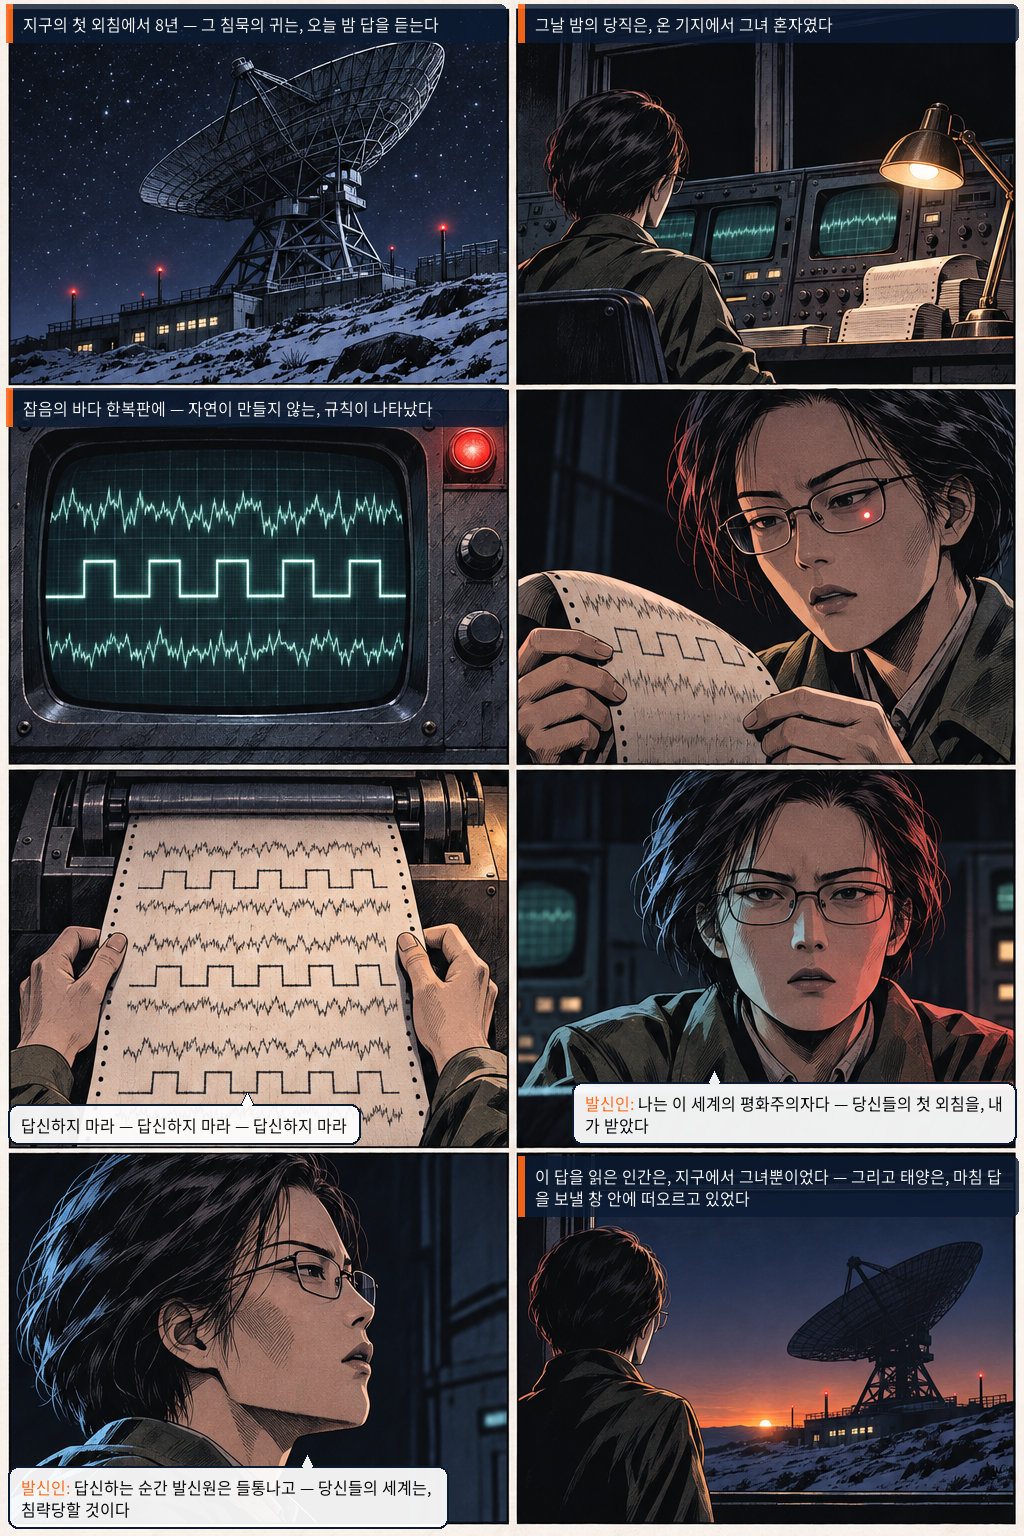 지구의 첫 외침에서 8년 — 그 침묵의 귀는, 오늘 밤 답을 듣는다
그날 밤의 당직은, 온 기지에서 그녀 혼자였다
잡음의 바다 한복판에 — 자연이 만들지 않는, 규칙이 나타났다
답신하지 마라 — 답신하지 마라 — 답신하지 마라
발신인: 나는 이 세계의 평화주의자다 — 당신들의 첫 외침을, 내
가 받았다
발신인: 답신하는 순간 발신원은 들통나고 — 당신들의 세계는,
침략당할 것이다
이 답을 읽은 인간은, 지구에서 그녀뿐이었다 — 그리고 태양은, 마침 답
을 보낼 창 안에 떠오르고 있었다